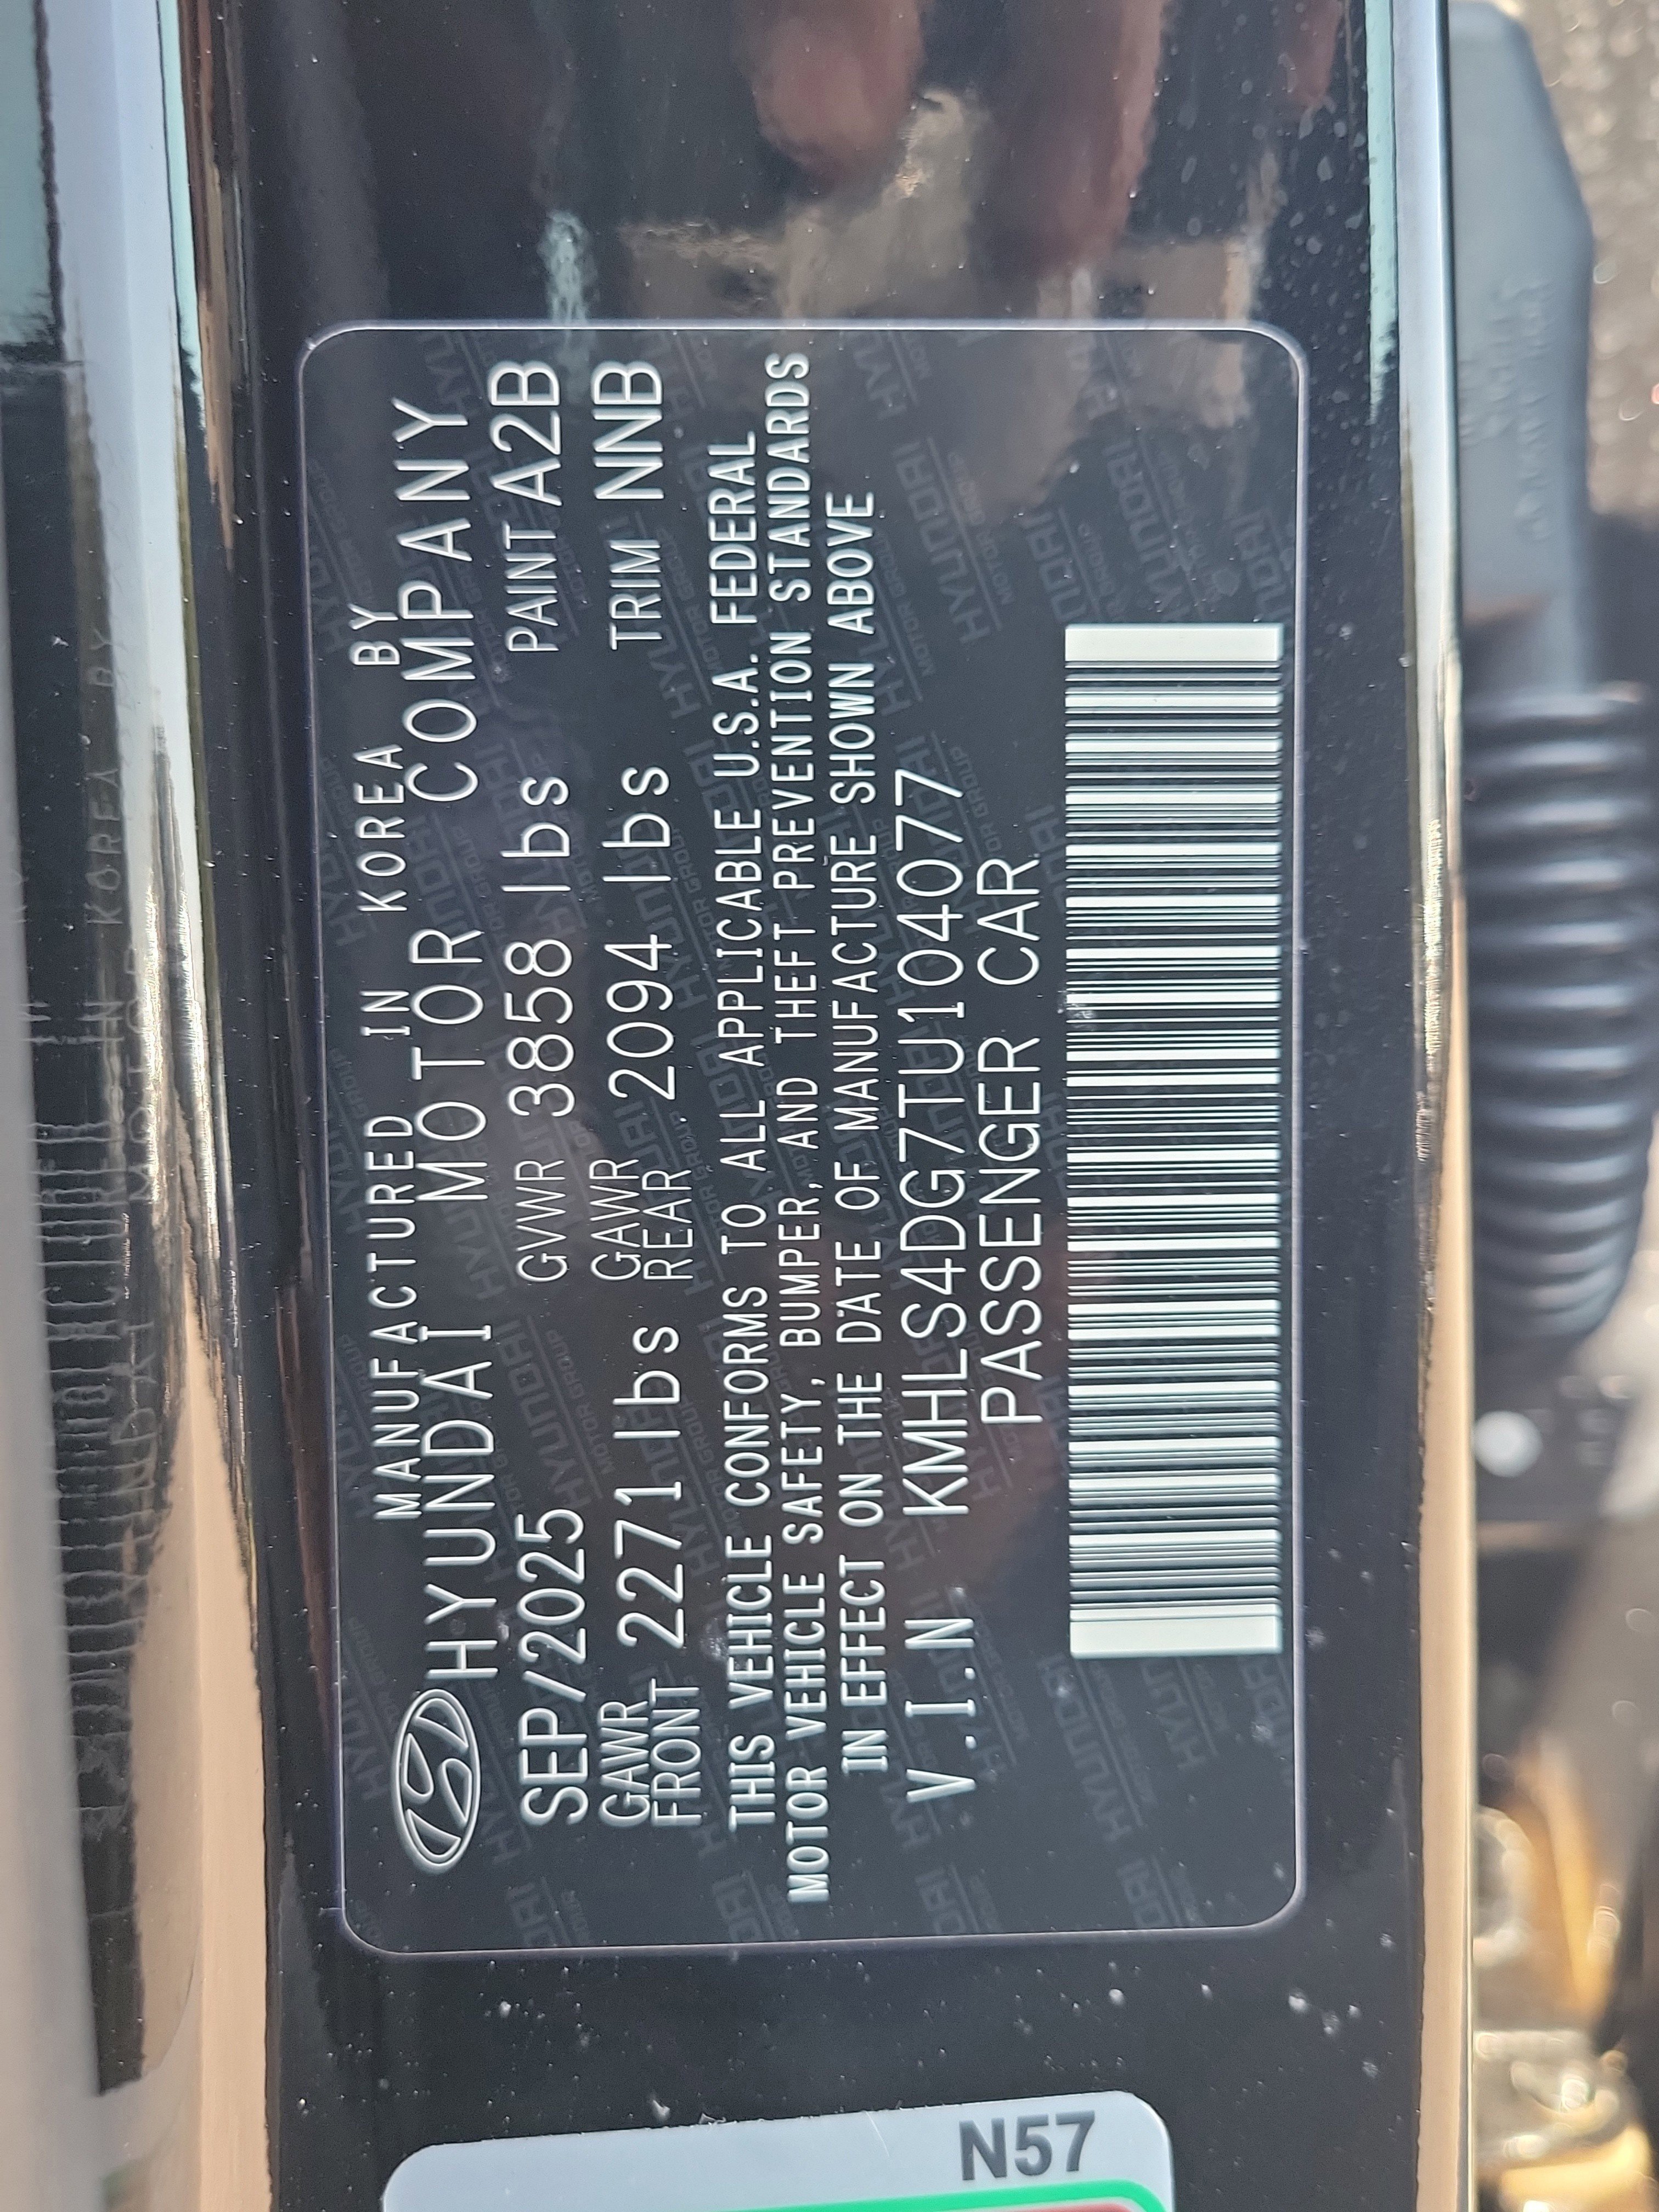 MANUFACTURED IN KOREA BY
HYUNDAI MOTOR COMPANY
SEP/2025 GVWR 3858 lbs PAINT A2B
GAWR FRONT 2271 lbs GAWR REAR 2094 lbs TRIM NNB
THIS VEHICLE CONFORMS TO ALL APPLICABLE U.S.A. FEDERAL
MOTOR VEHICLE SAFETY, BUMPER, AND THEFT PREVENTION STANDARDS
IN EFFECT ON THE DATE OF MANUFACTURE SHOWN ABOVE
V.I.N KMHLS4DG7TU104077
PASSENGER CAR
N57